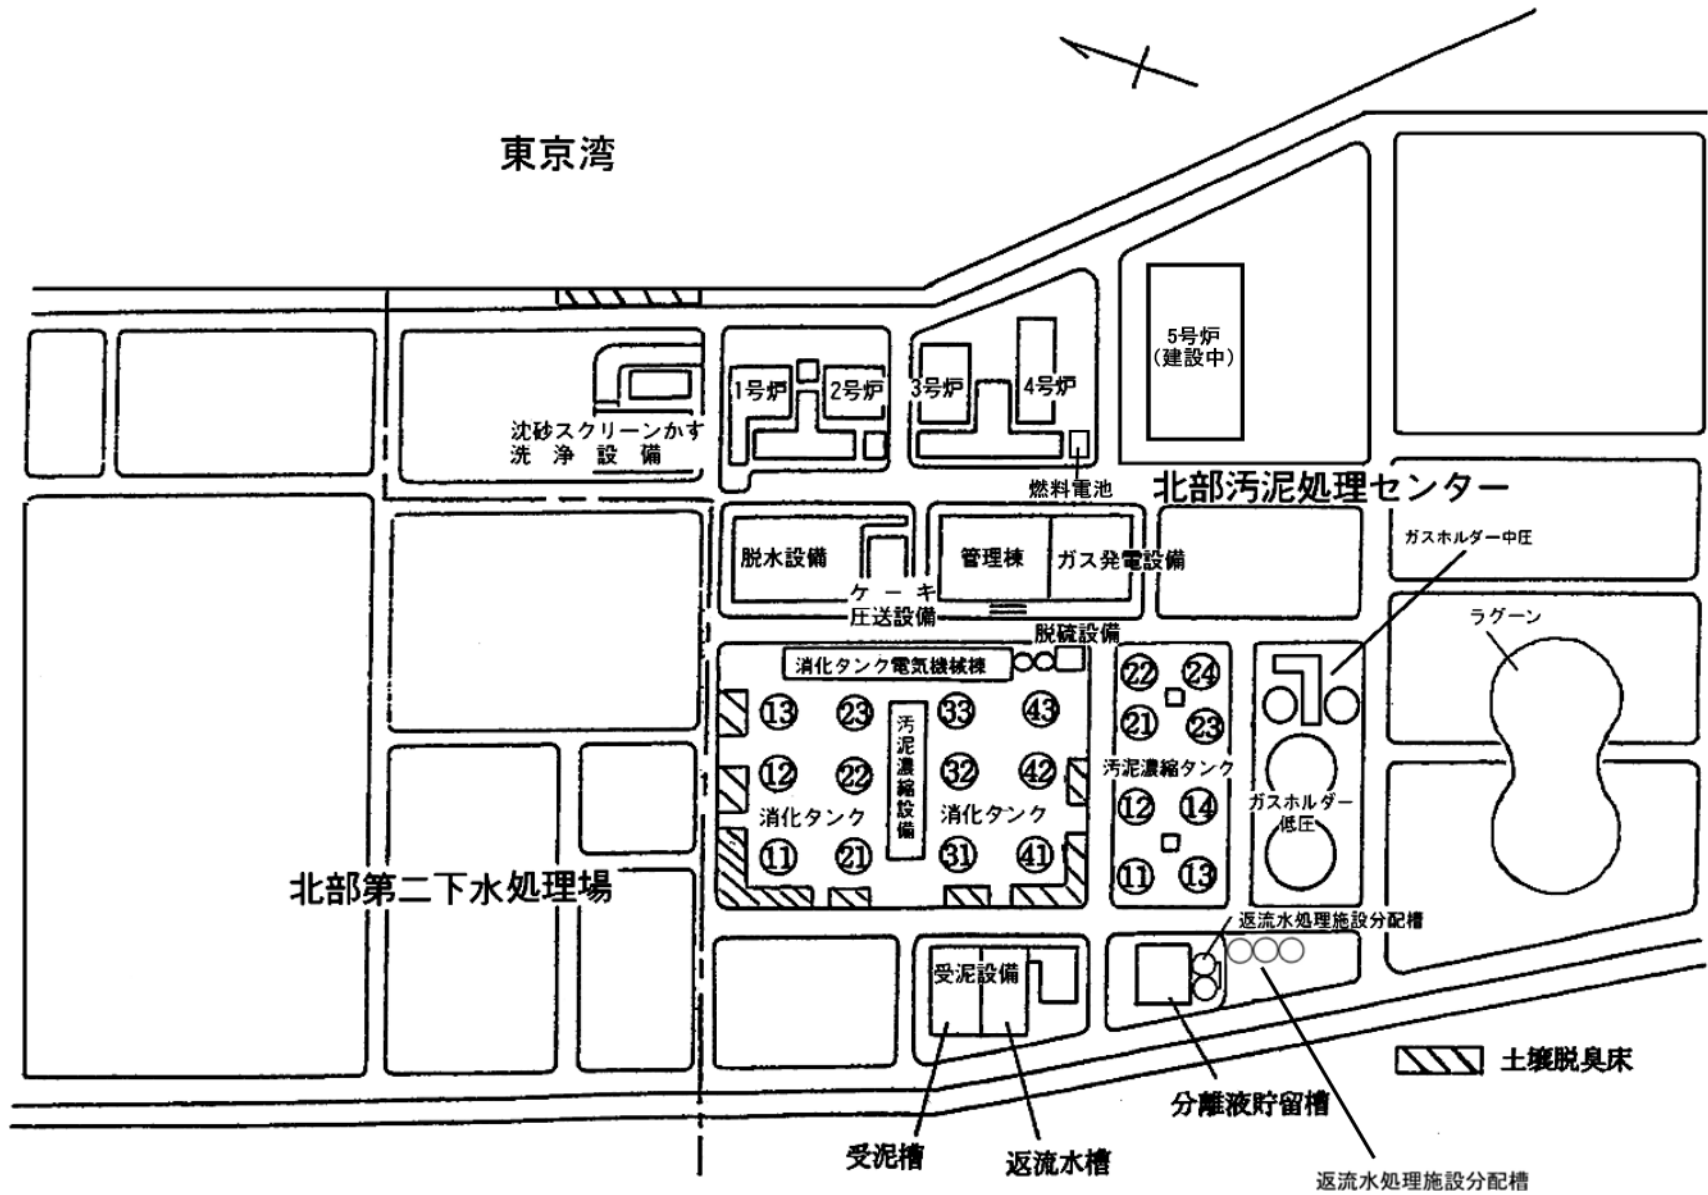 東京湾
5号炉
(建設中)
1号炉
2号炉
3号炉
4号炉
沈砂スクリーンかす
洗浄設備
燃料電池
北部汚泥処理センター
ガスホルダー中圧
脱水設備
管理棟
ガス発電設備
ケーキ
圧送設備
ラグーン
脱硫設備
消化タンク電気機械棟
22
24
13
23
33
43
21
23
汚泥濃縮設備
12
22
32
42
汚泥濃縮タンク
12
14
ガスホルダー
低圧
消化タンク
消化タンク
11
21
31
41
11
13
北部第二下水処理場
返流水処理施設分配槽
受泥設備
土壌脱臭床
分離液貯留槽
受泥槽
返流水槽
返流水処理施設分配槽